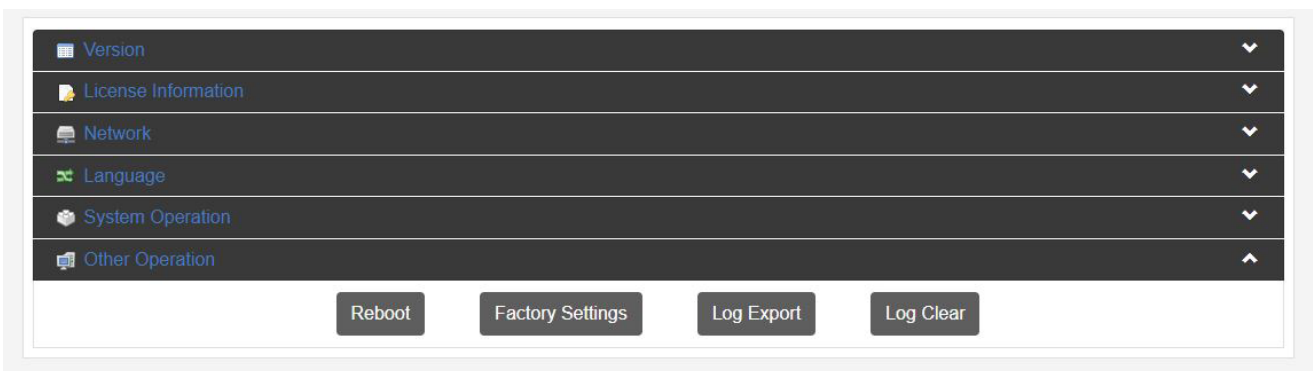 Version
License Information
Network
Language
System Operation
Other Operation
Reboot Factory Settings Log Export Log Clear